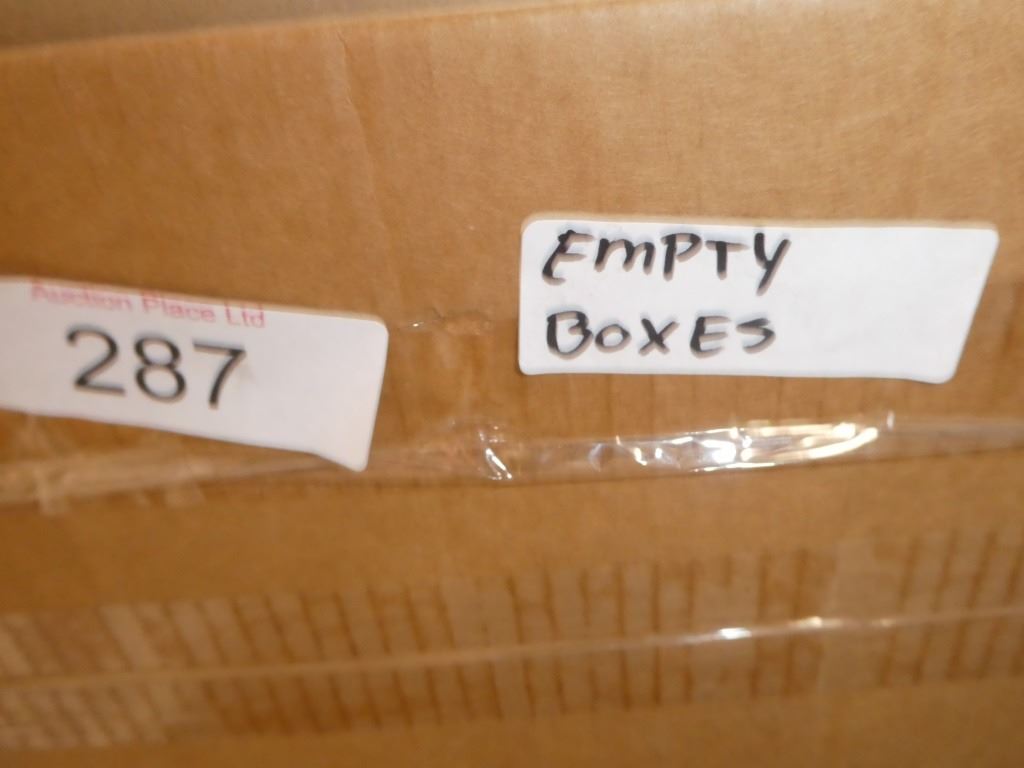 Auction Place Ltd
287
EmPTY
BOXES